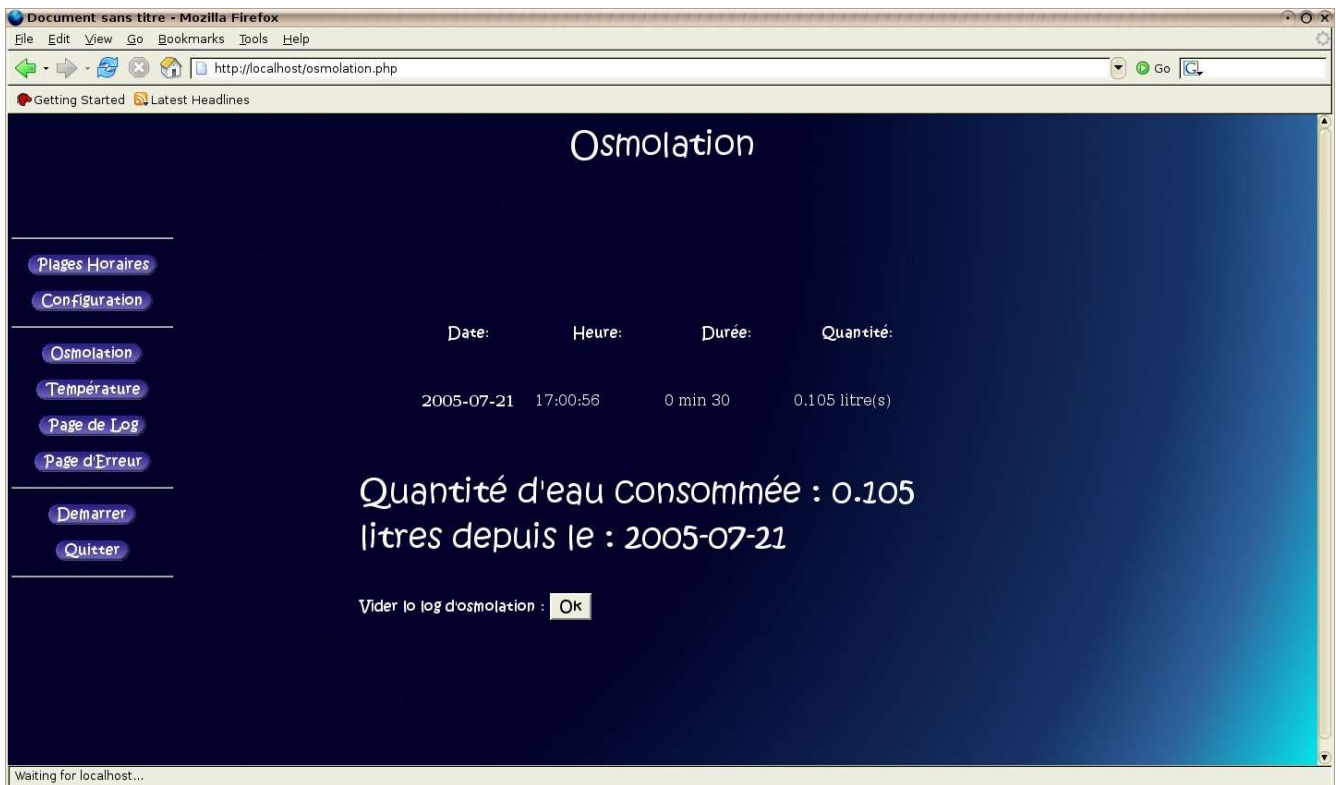 Document sans titre - Mozilla Firefox
File Edit View Go Bookmarks Tools Help
http://localhost/osmolation.php
Go
G
Getting Started Latest Headlines
Osmolation
Plages Horaires
Configuration
Osmolation
Température
Page de Log
Page d'Erreur
Demarrer
Quitter
Date: Heure: Durée: Quantité:
2005-07-21 17:00:56 0 min 30 0.105 litre(s)
Quantité d'eau consommée : 0.105
litres depuis le : 2005-07-21
Vider lo log d'osmolation : Ok
Waiting for localhost...